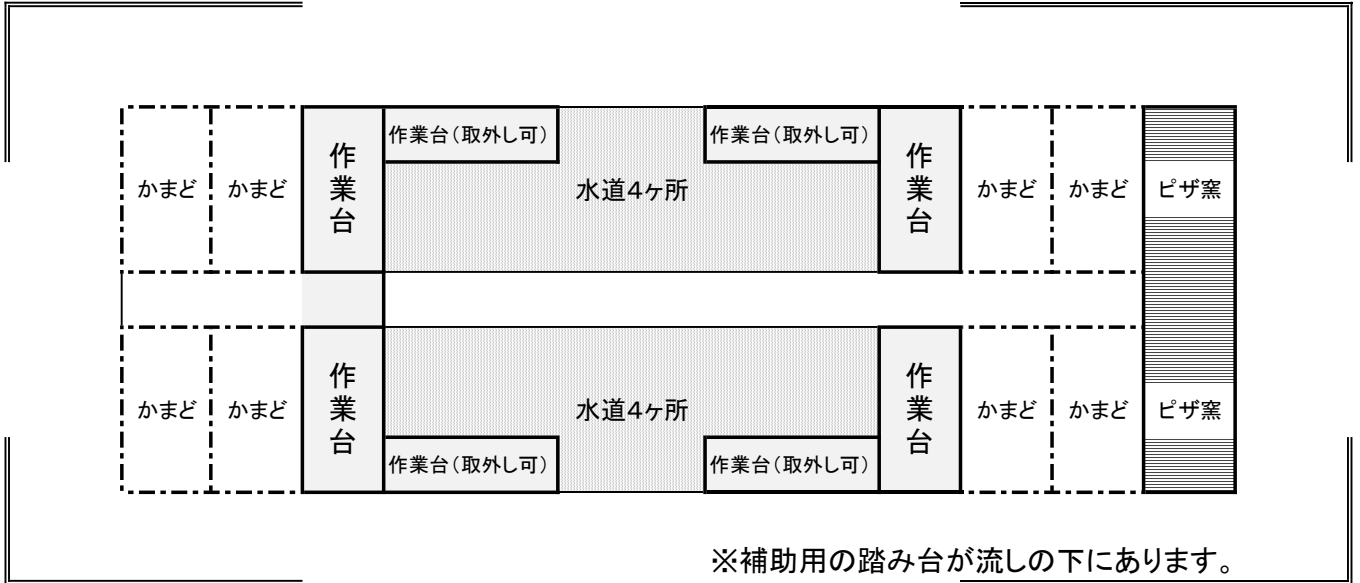 作業台（取外し可）
作業台（取外し可）
かまど
かまど
作業台
水道4ヶ所
作業台
かまど
かまど
ピザ窯
かまど
かまど
作業台
水道4ヶ所
作業台
かまど
かまど
ピザ窯
作業台（取外し可）
作業台（取外し可）
※補助用の踏み台が流しの下にあります。